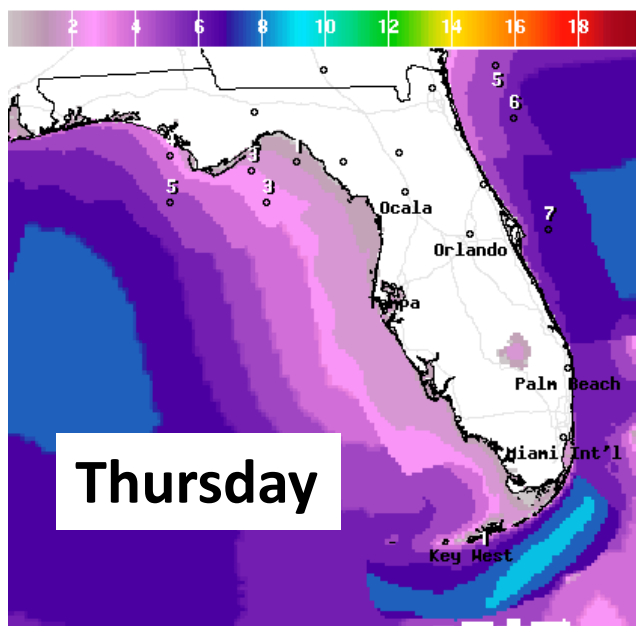 2 4 6 8 10 12 14 16 18
5
6
3 1
5 3
Ocala
7
Orlando
Tampa
Palm Beach
Miami Int'l
Thursday
1
Key West